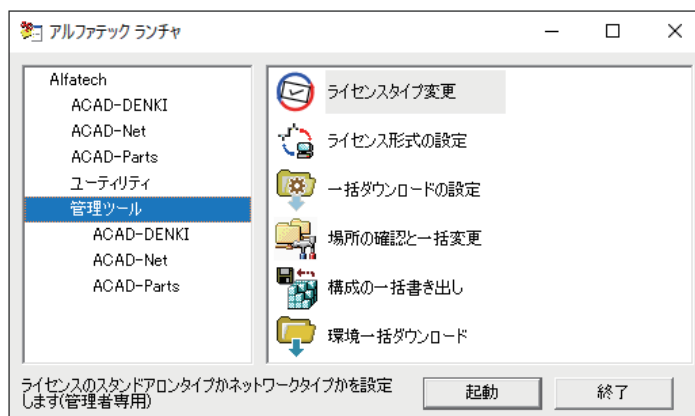 アルファテック ランチャ
Alfatech
ACAD-DENKI
ACAD-Net
ACAD-Parts
ユーティリティ
管理ツール
ACAD-DENKI
ACAD-Net
ACAD-Parts
ライセンスタイプ変更
ライセンス形式の設定
一括ダウンロードの設定
場所の確認と一括変更
構成の一括書き出し
環境一括ダウンロード
ライセンスのスタンドアロンタイプかネットワークタイプかを設定
します(管理者専用)
起動
終了